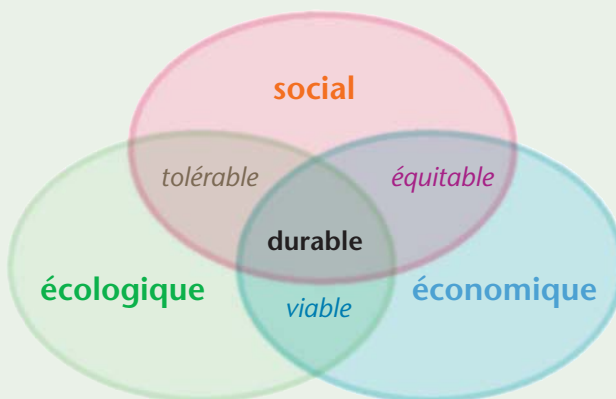 social
tolérable
équitable
durable
écologique
viable
économique